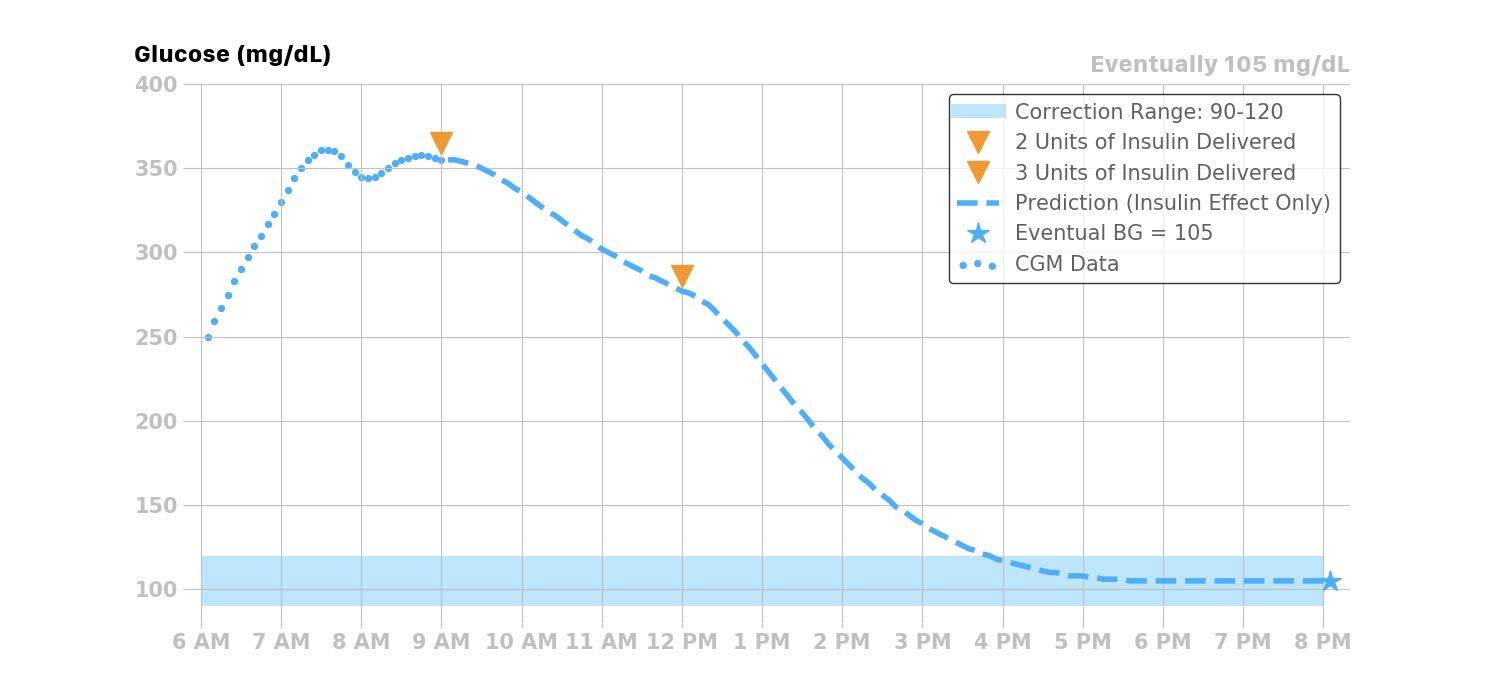 Glucose (mg/dL)
Eventually 105 mg/dL
400
350
300
250
200
150
100
Correction Range: 90-120
2 Units of Insulin Delivered
3 Units of Insulin Delivered
Prediction (Insulin Effect Only)
Eventual BG = 105
CGM Data
6 AM 7 AM 8 AM 9 AM 10 AM 11 AM 12 PM 1 PM 2 PM 3 PM 4 PM 5 PM 6 PM 7 PM 8 PM